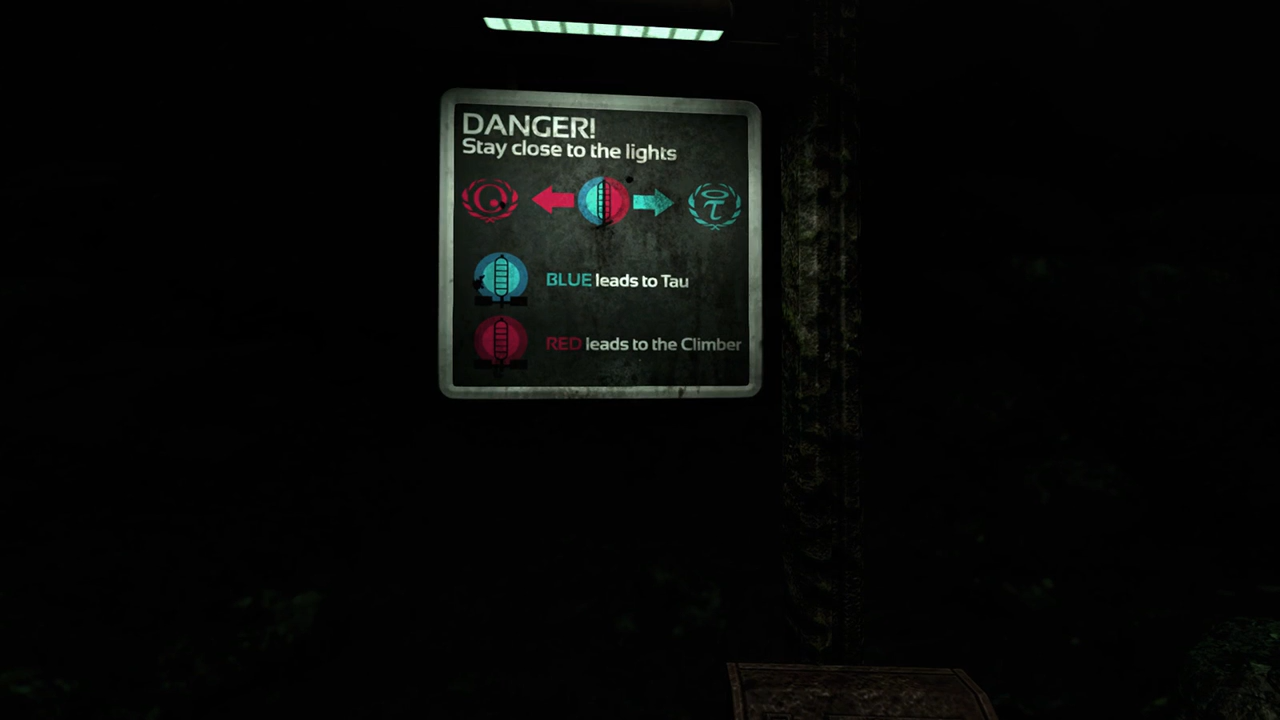 DANGER!
Stay close to the lights
τ
BLUE leads to Tau
RED leads to the Climber